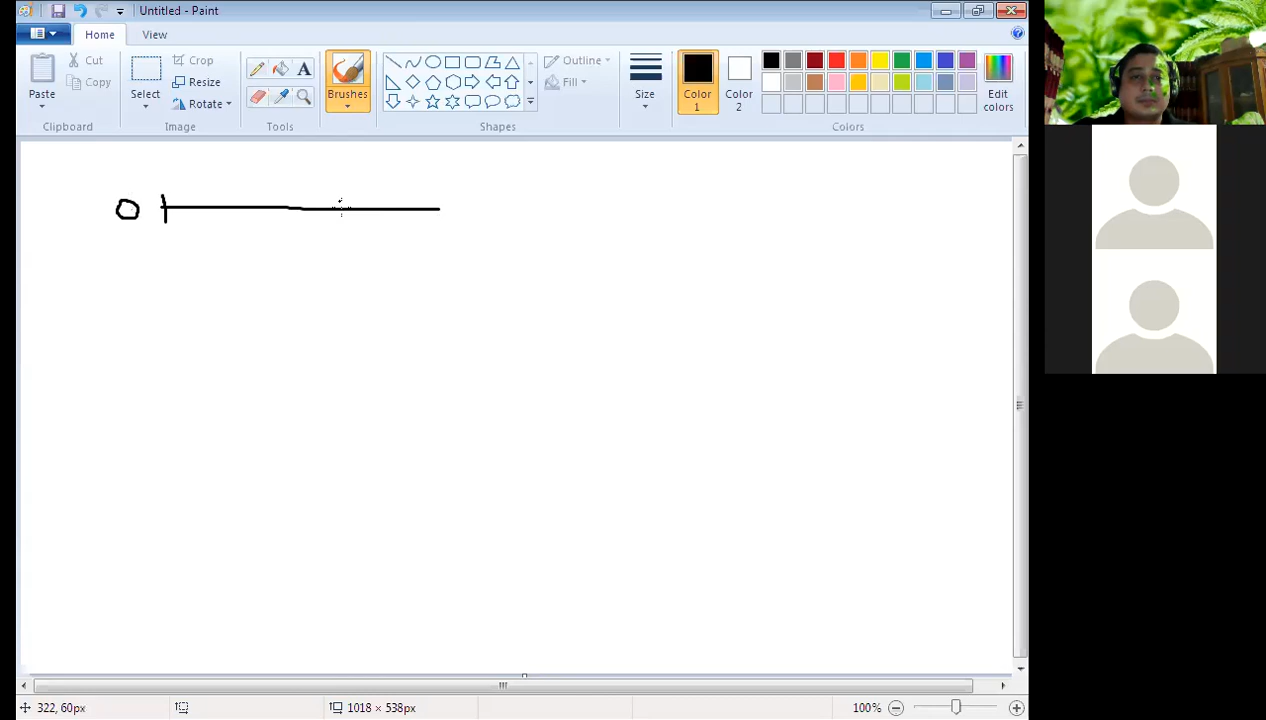 Untitled - Paint
Home View
Paste
Cut
Copy
Clipboard
Select
Crop
Resize
Rotate
Image
A
Tools
Brushes
Shapes
Outline
Fill
Size
Color 1
Color 2
Edit colors
Colors
O
322, 60px
1018 × 538px
100%